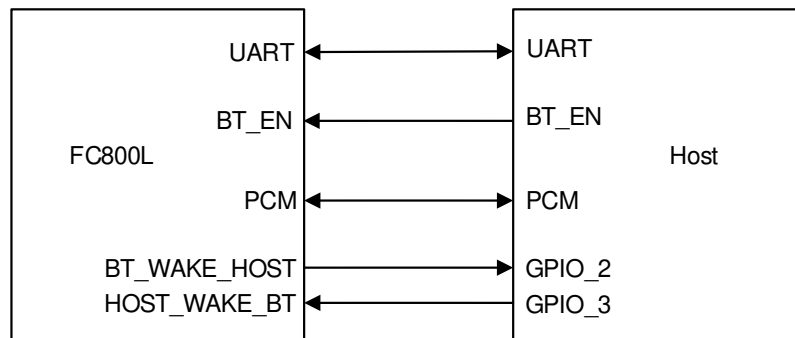 UART UART
BT_EN BT_EN
FC800L Host
PCM PCM
BT_WAKE_HOST GPIO_2
HOST_WAKE_BT GPIO_3